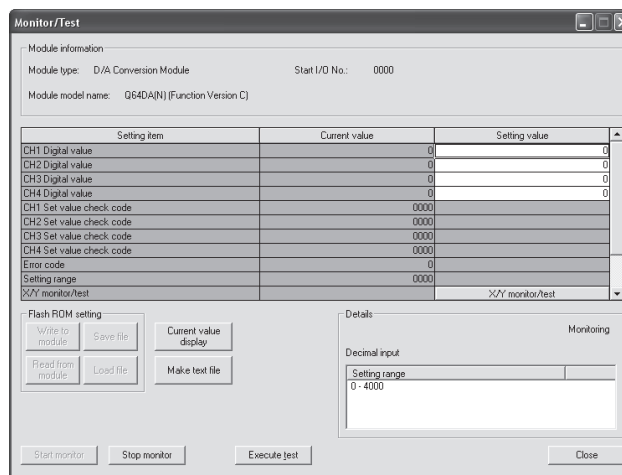 Monitor/Test
Module information
Module type: D/A Conversion Module Start I/O No.: 0000
Module model name: Q64DA(N) (Function Version C)
Setting item Current value Setting value
CH1 Digital value 0 0
CH2 Digital value 0 0
CH3 Digital value 0 0
CH4 Digital value 0 0
CH1 Set value check code 0000
CH2 Set value check code 0000
CH3 Set value check code 0000
CH4 Set value check code 0000
Error code 0
Setting range 0000
X/Y monitor/test X/Y monitor/test
Flash ROM setting
Write to module
Save file
Read from module
Load file
Current value display
Make text file
Details
Monitoring
Decimal input
Setting range
0 - 4000
Start monitor Stop monitor Execute test Close